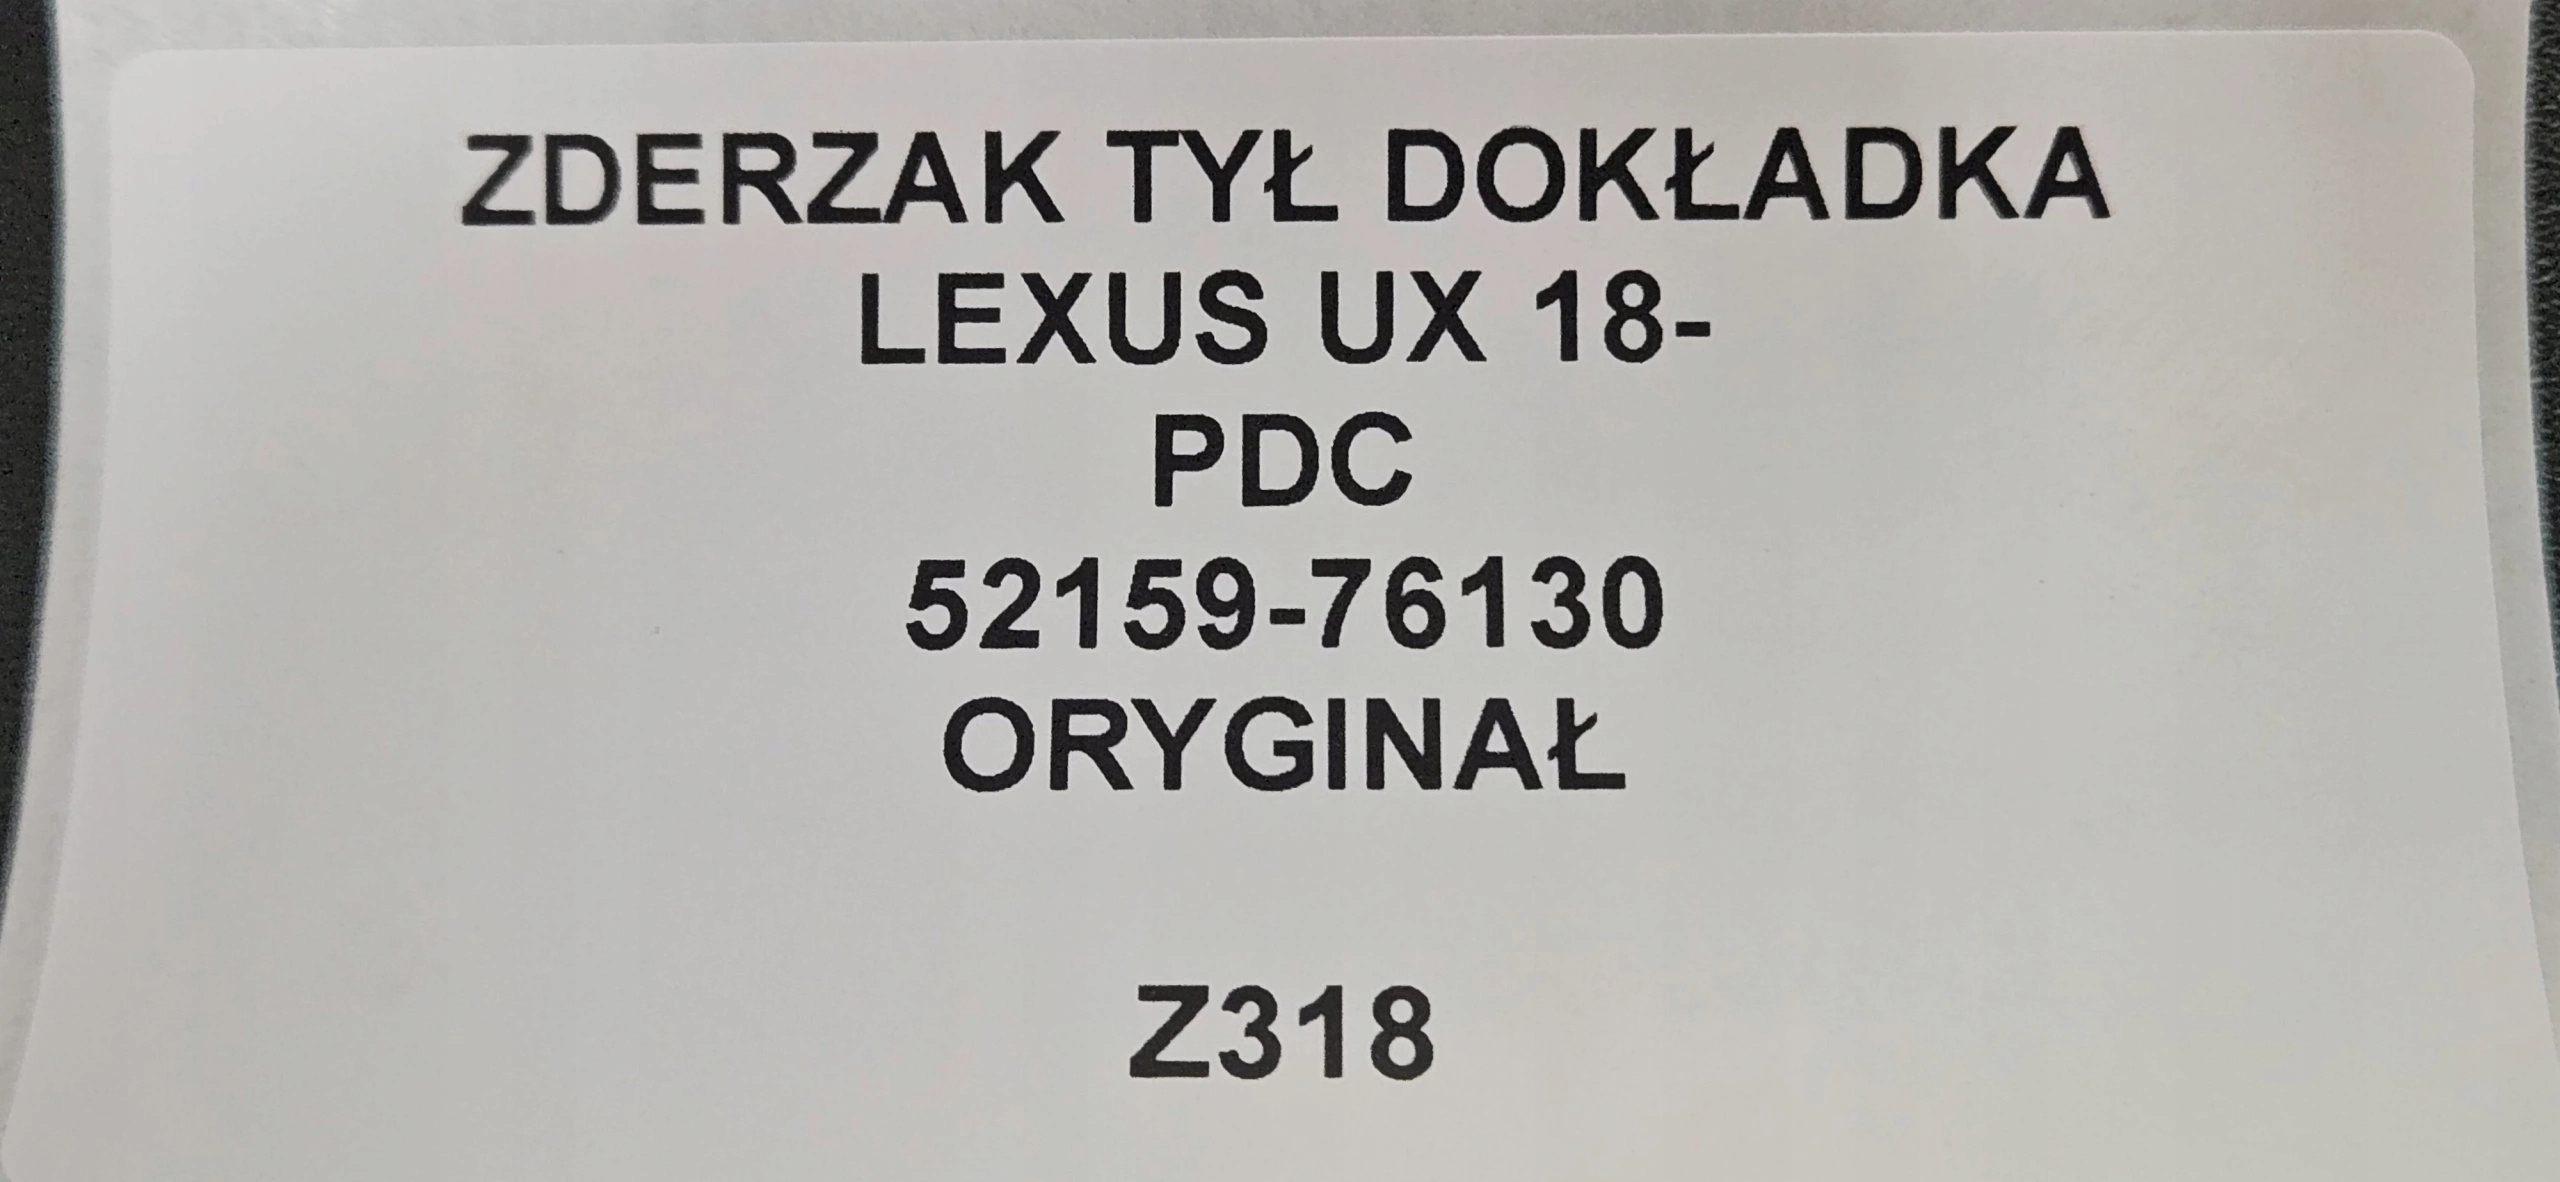 ZDERZAK TYŁ DOKŁADKA
LEXUS UX 18-
PDC
52159-76130
ORYGINAŁ
Z318